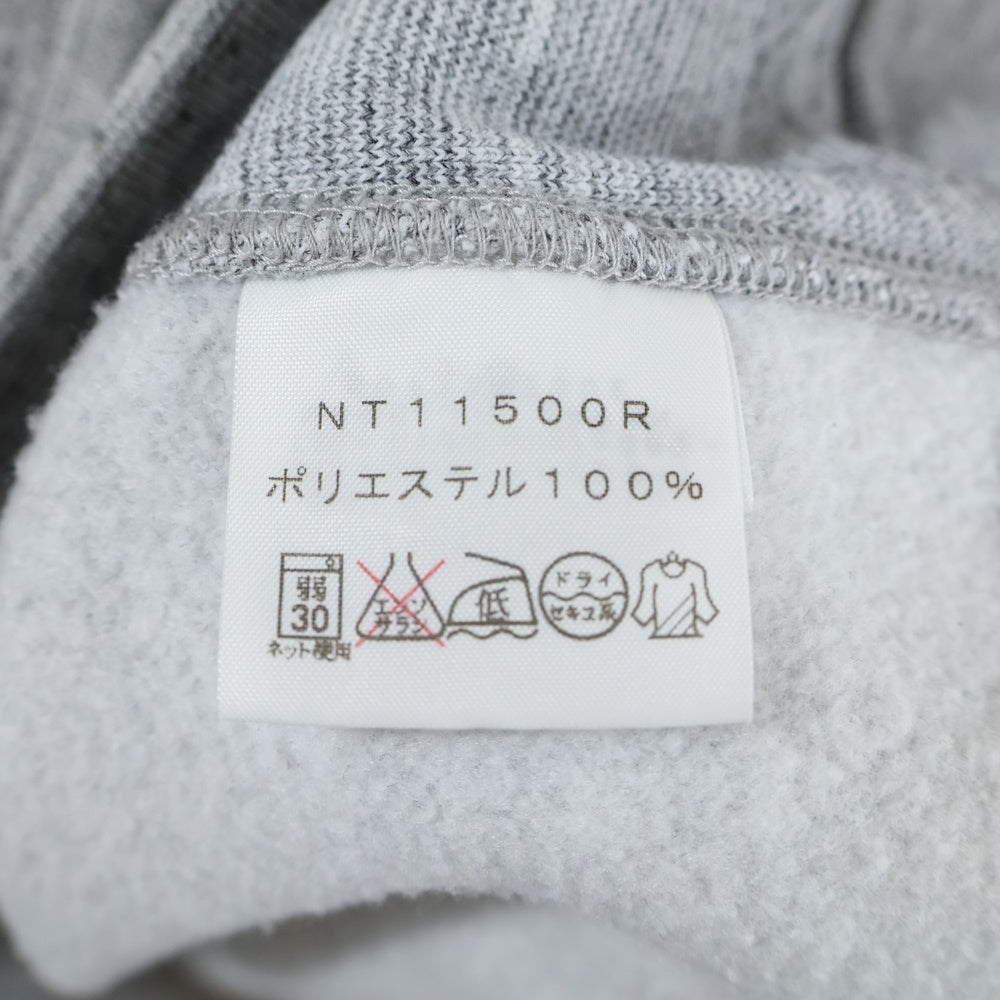 NT11500R
ポリエステル100%
弱
30
ネット使用
エンソ
サラシ
低
ドライ
セキユ系